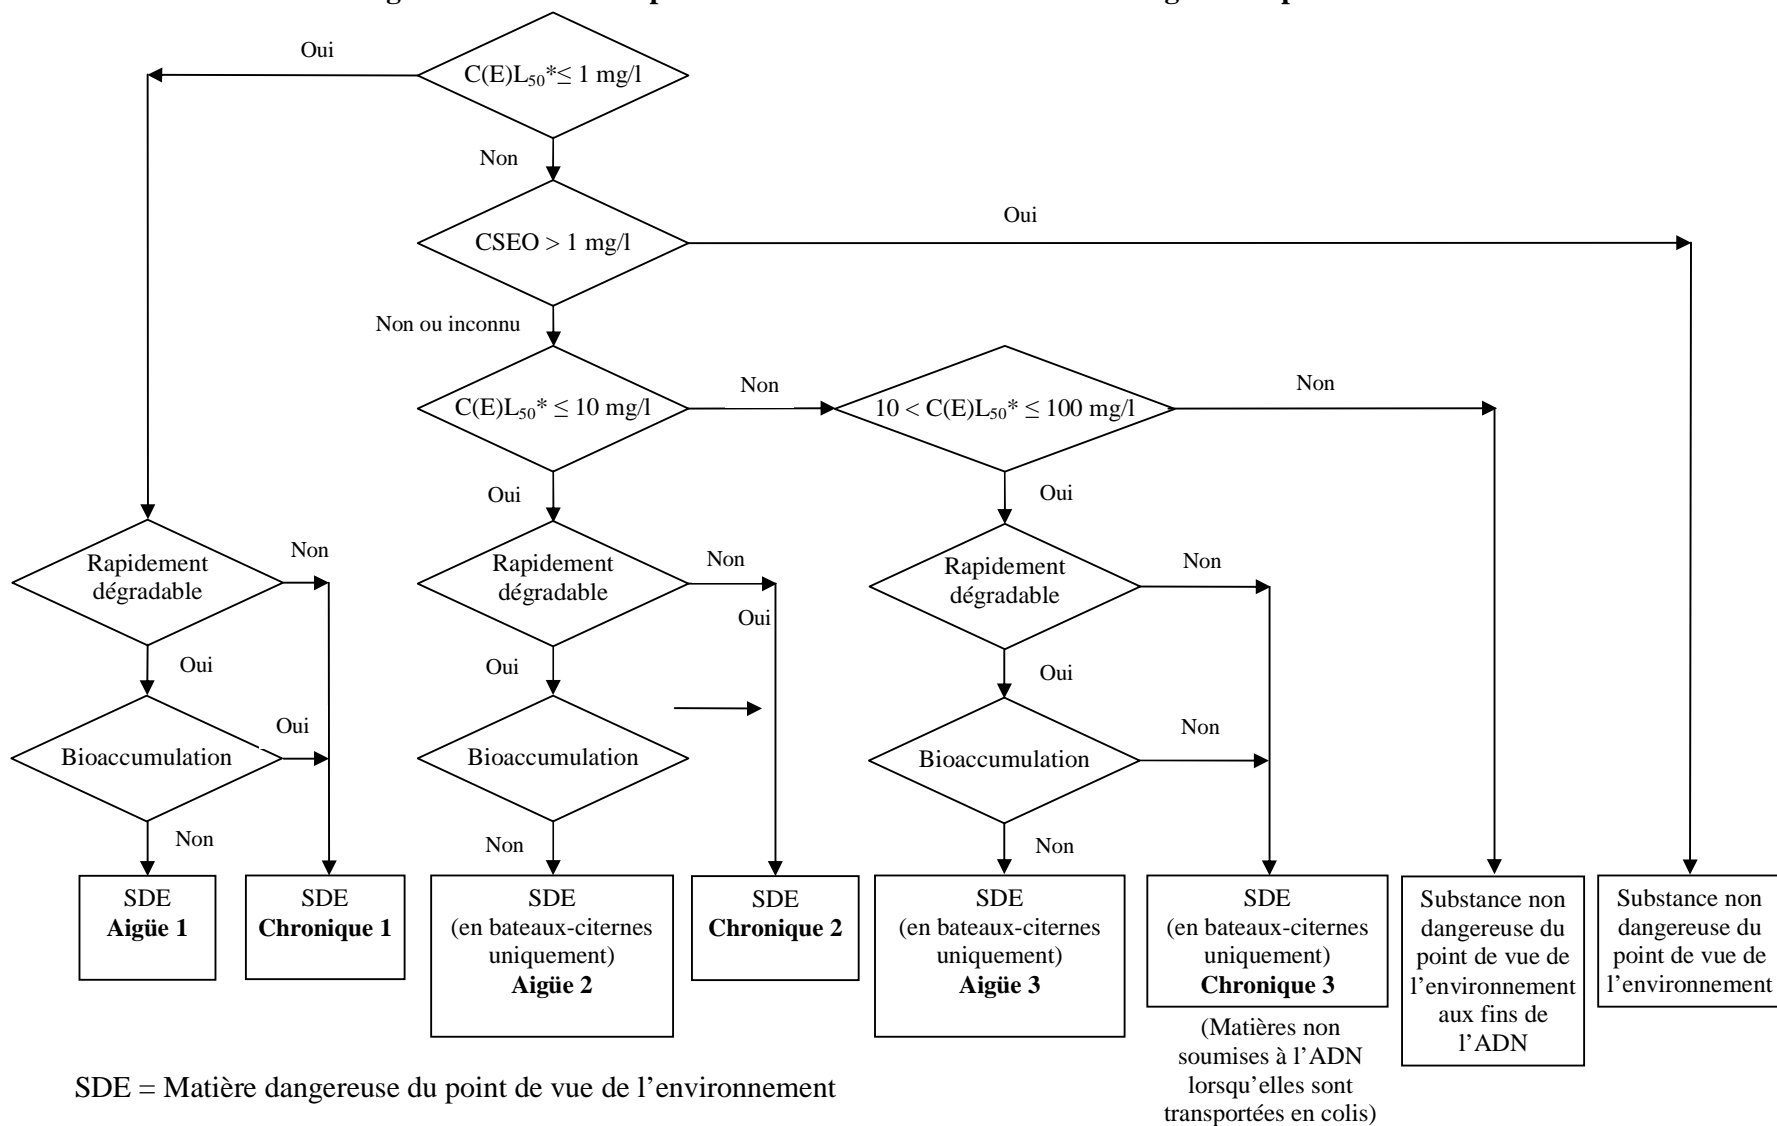 Oui
C(E)L50*≤ 1 mg/l
Non
Oui
CSEO > 1 mg/l
Non ou inconnu
C(E)L50* ≤ 10 mg/l
Non
10 < C(E)L50* ≤ 100 mg/l
Non
Oui
Oui
Rapidement
dégradable
Non
Rapidement
dégradable
Non
Rapidement
dégradable
Non
Oui
Oui
Oui
Oui
Bioaccumulation
Oui
Bioaccumulation
Bioaccumulation
Non
Non
Non
Non
SDE
Aigüe 1
SDE
Chronique 1
SDE
(en bateaux-citernes
uniquement)
Aigüe 2
SDE
Chronique 2
SDE
(en bateaux-citernes
uniquement)
Aigüe 3
SDE
(en bateaux-citernes
uniquement)
Chronique 3
(Matières non
soumises à l’ADN
lorsqu’elles sont
transportées en colis)
Substance non
dangereuse du
point de vue de
l’environnement
aux fins de
l’ADN
Substance non
dangereuse du
point de vue de
l’environnement
SDE = Matière dangereuse du point de vue de l’environnement